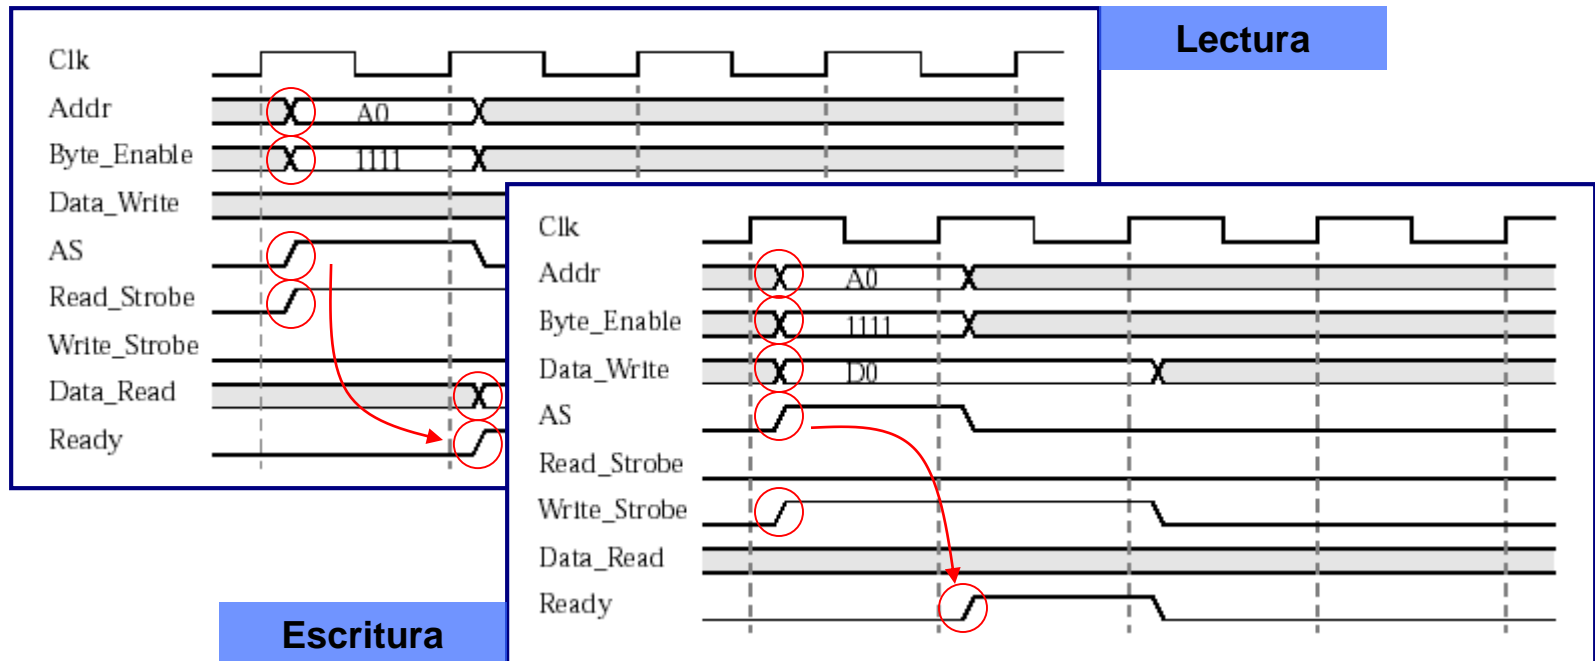 Lectura
Clk
Addr A0
Byte_Enable 1111
Data_Write
AS
Read_Strobe
Write_Strobe
Data_Read
Ready
Clk
Addr A0
Byte_Enable 1111
Data_Write D0
AS
Read_Strobe
Write_Strobe
Data_Read
Ready
Escritura